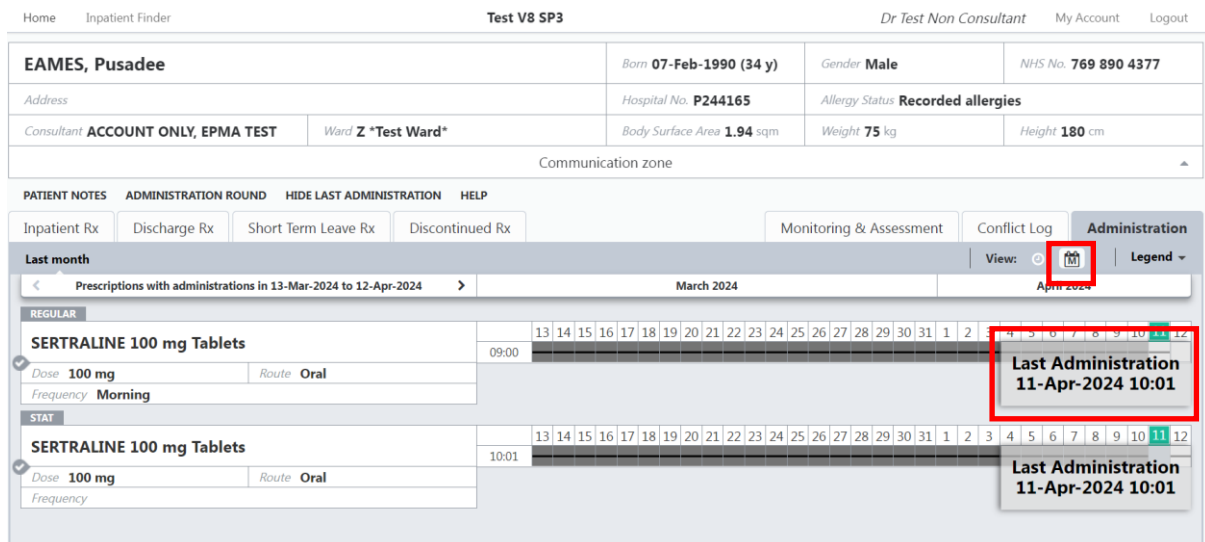 Home Inpatient Finder Test V8 SP3 Dr Test Non Consultant My Account Logout
EAMES, Pusadee Born 07-Feb-1990 (34 y) Gender Male NHS No. 769 890 4377
Address Hospital No. P244165 Allergy Status Recorded allergies
Consultant ACCOUNT ONLY, EPMA TEST Ward Z *Test Ward* Body Surface Area 1.94 sqm Weight 75 kg Height 180 cm
Communication zone
PATIENT NOTES ADMINISTRATION ROUND HIDE LAST ADMINISTRATION HELP
Inpatient Rx Discharge Rx Short Term Leave Rx Discontinued Rx Monitoring & Assessment Conflict Log Administration
Last month View: M Legend
Prescriptions with administrations in 13-Mar-2024 to 12-Apr-2024 March 2024 April 2024
REGULAR
13 14 15 16 17 18 19 20 21 22 23 24 25 26 27 28 29 30 31 1 2 3 4 5 6 7 8 9 10 11 12
SERTRALINE 100 mg Tablets
09:00
Last Administration
Dose 100 mg Route Oral
11-Apr-2024 10:01
Frequency Morning
STAT
13 14 15 16 17 18 19 20 21 22 23 24 25 26 27 28 29 30 31 1 2 3 4 5 6 7 8 9 10 11 12
SERTRALINE 100 mg Tablets
10:01
Last Administration
Dose 100 mg Route Oral
11-Apr-2024 10:01
Frequency